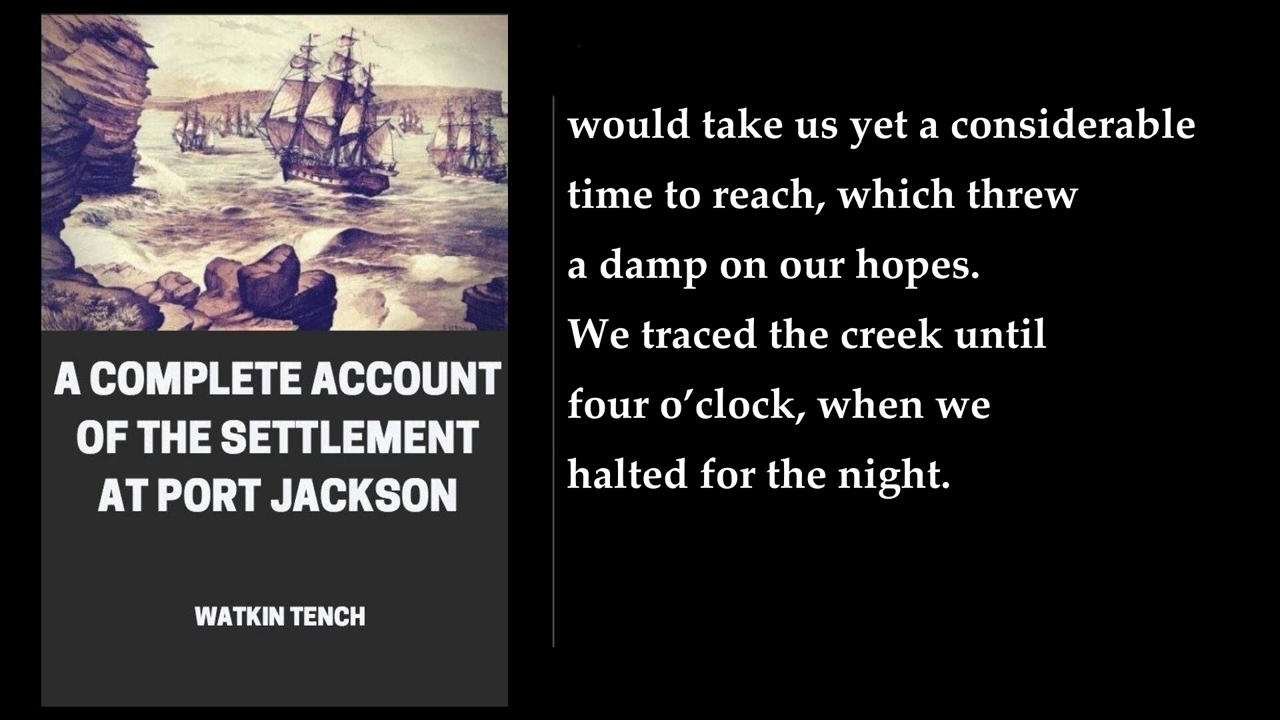 A COMPLETE ACCOUNT
OF THE SETTLEMENT
AT PORT JACKSON
WATKIN TENCH
would take us yet a considerable
time to reach, which threw
a damp on our hopes.
We traced the creek until
four o’clock, when we
halted for the night.